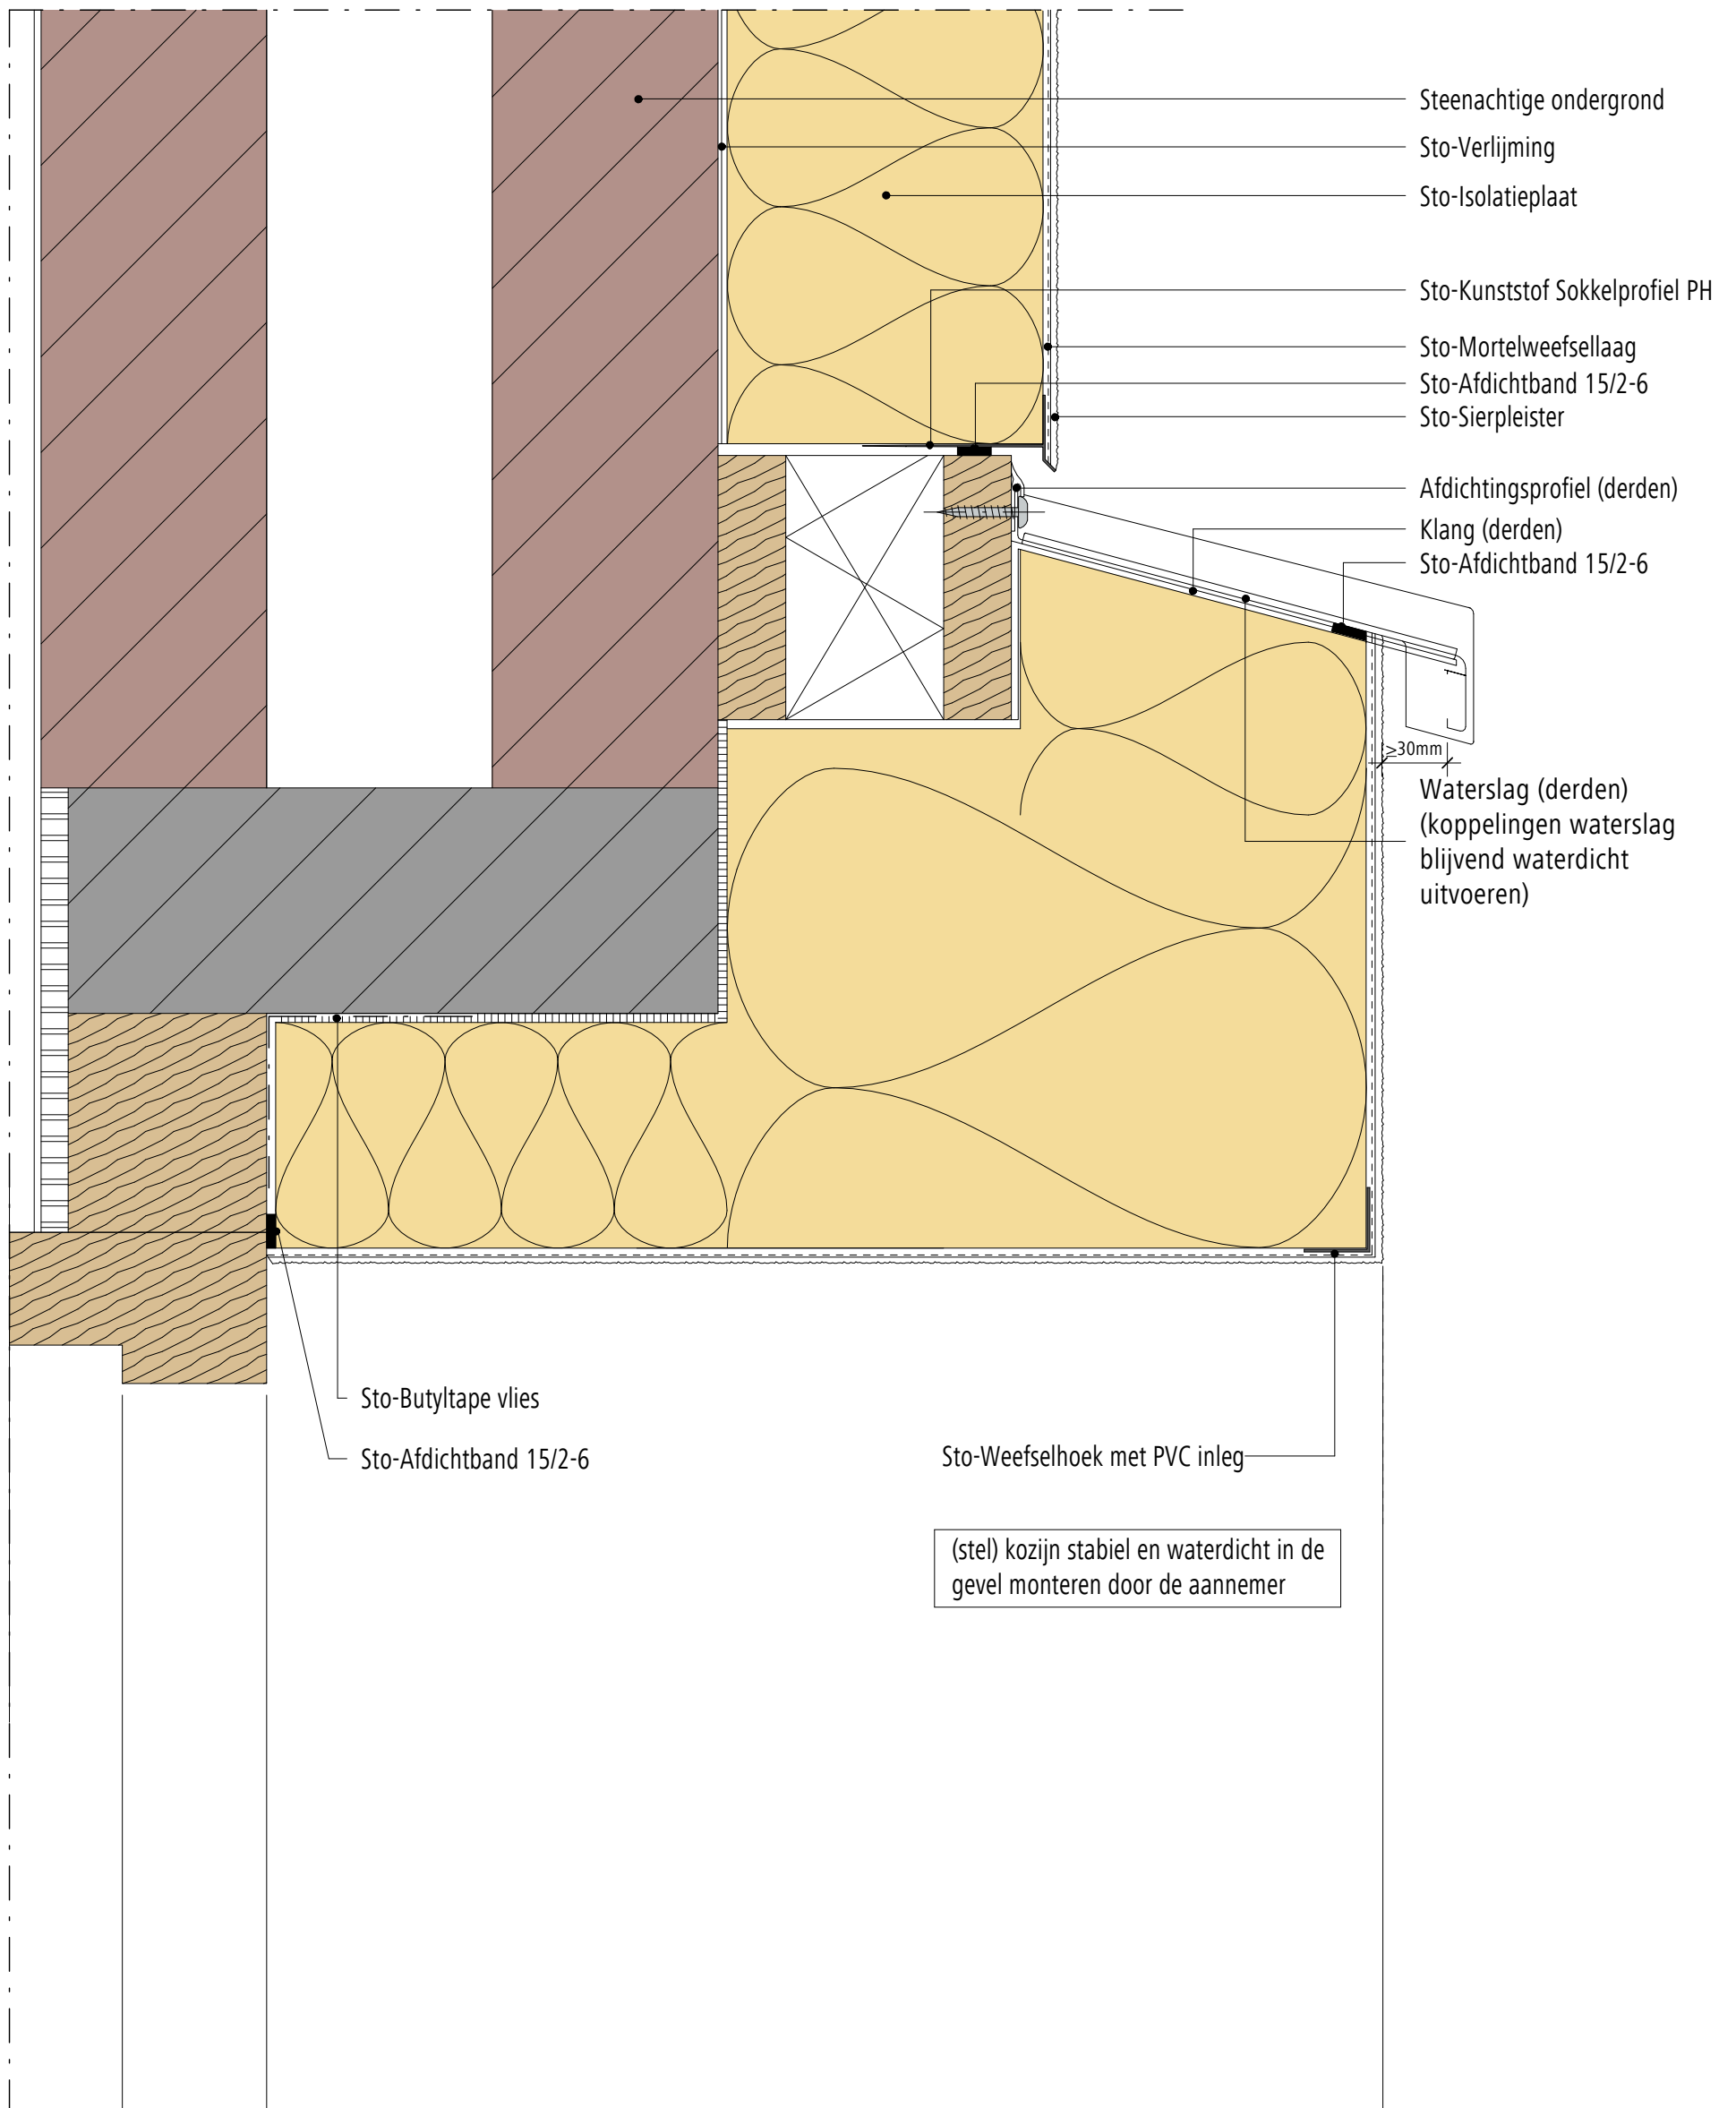 Steenachtige ondergrond
Sto-Verlijming
Sto-Isolatieplaat
Sto-Kunststof Sokkelprofiel PH
Sto-Mortelweefsellaag
Sto-Afdichtband 15/2-6
Sto-Sierpleister
Afdichtingsprofiel (derden)
Klang (derden)
Sto-Afdichtband 15/2-6
≥30mm
Waterslag (derden)
(koppelingen waterslag
blijvend waterdicht
uitvoeren)
Sto-Butyltape vlies
Sto-Afdichtband 15/2-6
Sto-Weefselhoek met PVC inleg
(stel) kozijn stabiel en waterdicht in de
gevel monteren door de aannemer